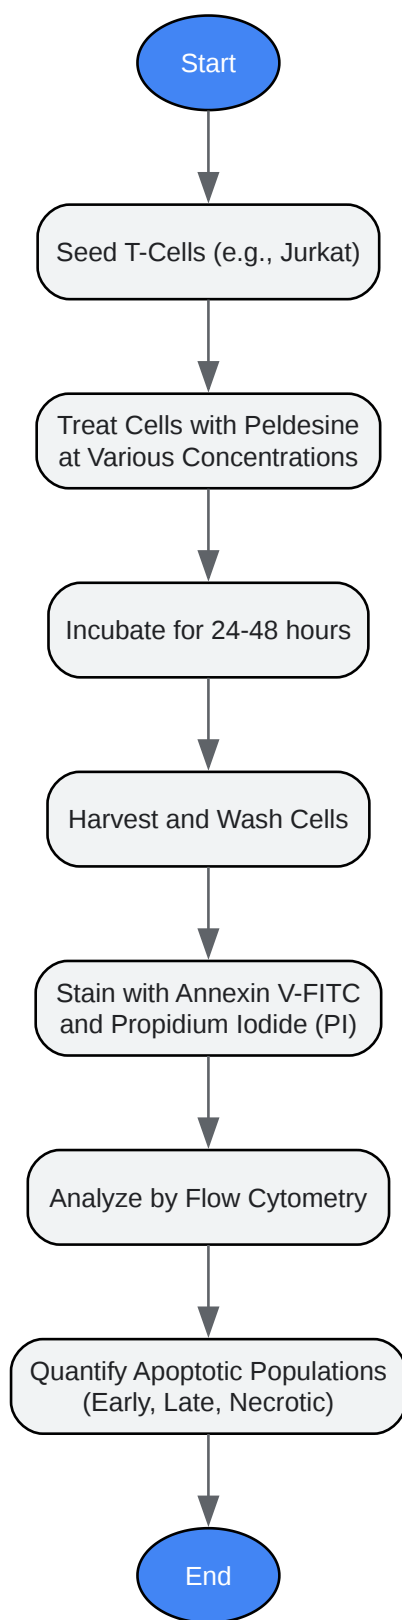 Start
Seed T-Cells (e.g., Jurkat)
Treat Cells with Peldesine
at Various Concentrations
Incubate for 24-48 hours
Harvest and Wash Cells
Stain with Annexin V-FITC
and Propidium Iodide (PI)
Analyze by Flow Cytometry
Quantify Apoptotic Populations
(Early, Late, Necrotic)
End